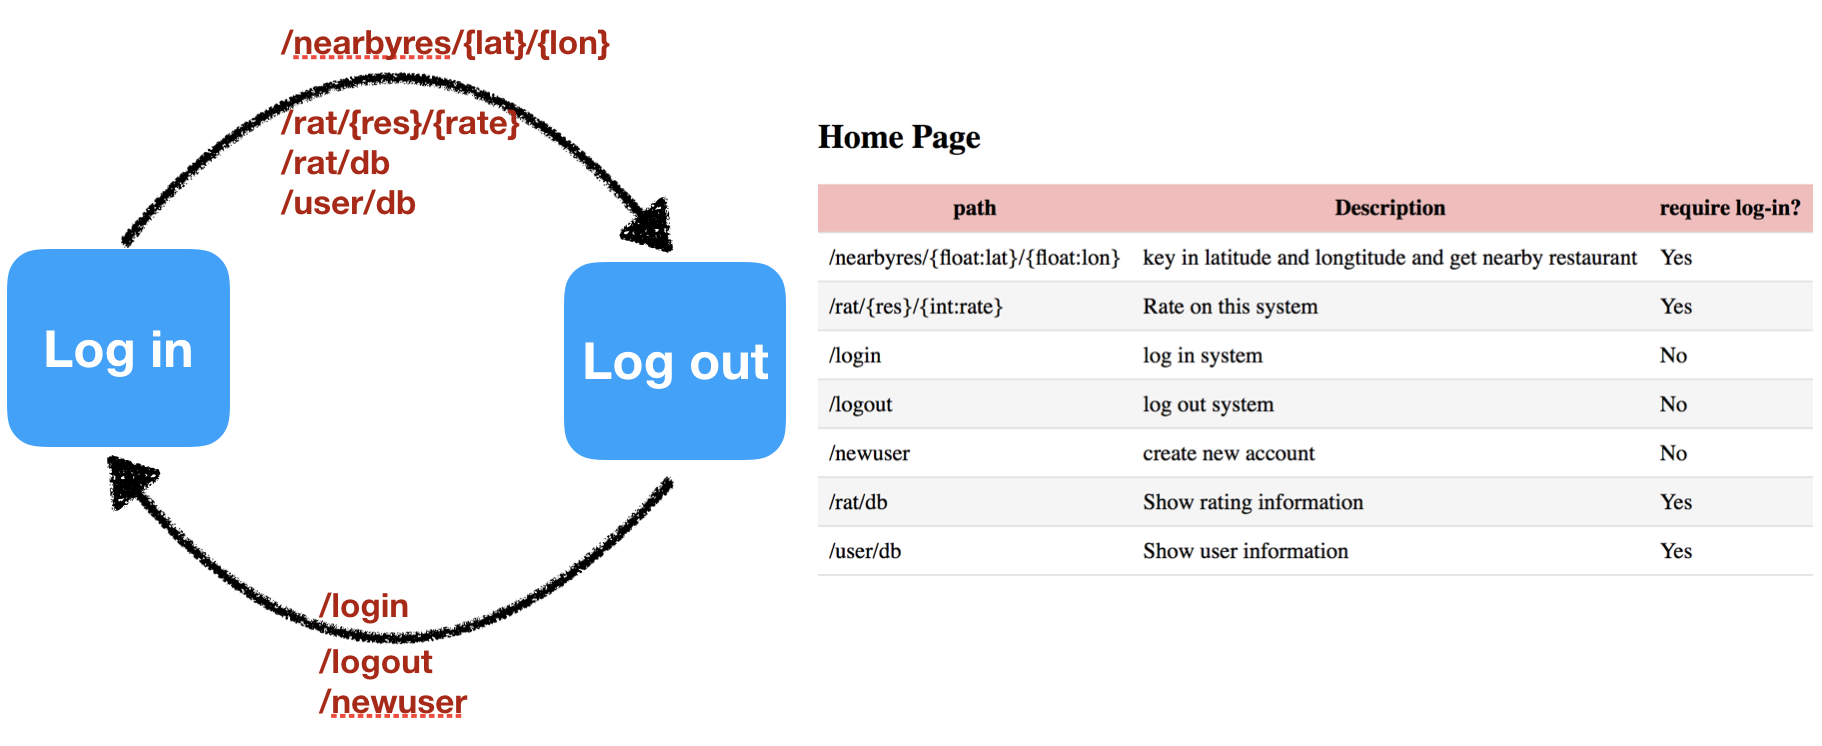 /nearbyres/{lat}/{lon}
/rat/{res}/{rate}
/rat/db
/user/db
Log in
Log out
/login
/logout
/newuser
Home Page
path Description require log-in?
/nearbyres/{float:lat}/{float:lon} key in latitude and longtitude and get nearby restaurant Yes
/rat/{res}/{int:rate} Rate on this system Yes
/login log in system No
/logout log out system No
/newuser create new account No
/rat/db Show rating information Yes
/user/db Show user information Yes